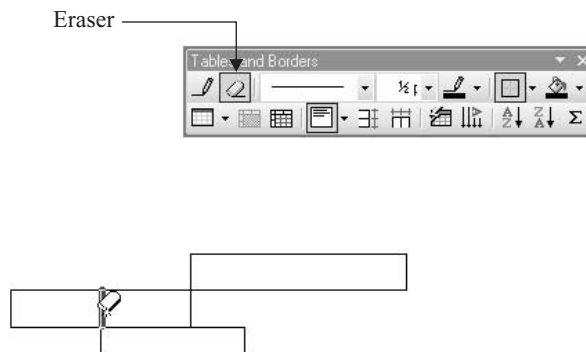 Eraser
Tables and Borders
½ p
A
Z
Z
A
Σ